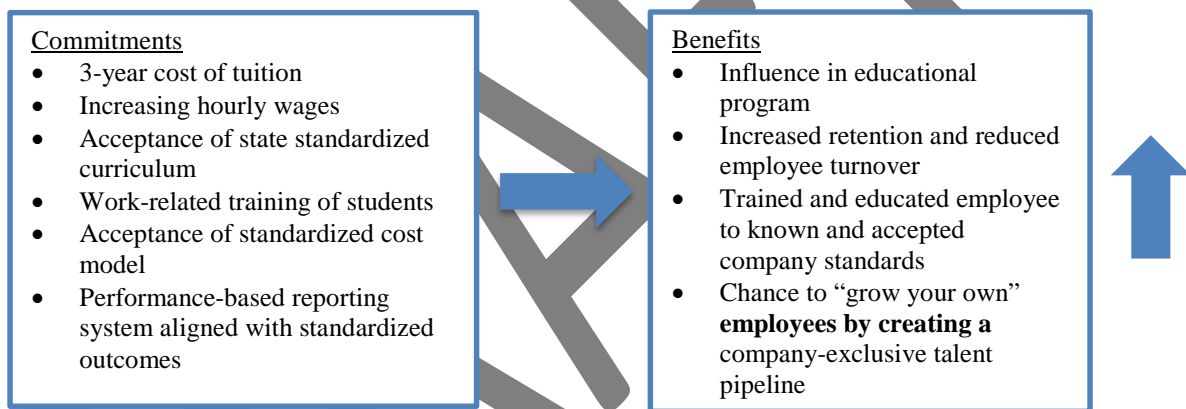 Commitments
• 3-year cost of tuition
• Increasing hourly wages
• Acceptance of state standardized
curriculum
• Work-related training of students
• Acceptance of standardized cost
model
• Performance-based reporting
system aligned with standardized
outcomes
Benefits
• Influence in educational
program
• Increased retention and reduced
employee turnover
• Trained and educated employee
to known and accepted
company standards
• Chance to “grow your own”
employees by creating a
company-exclusive talent
pipeline